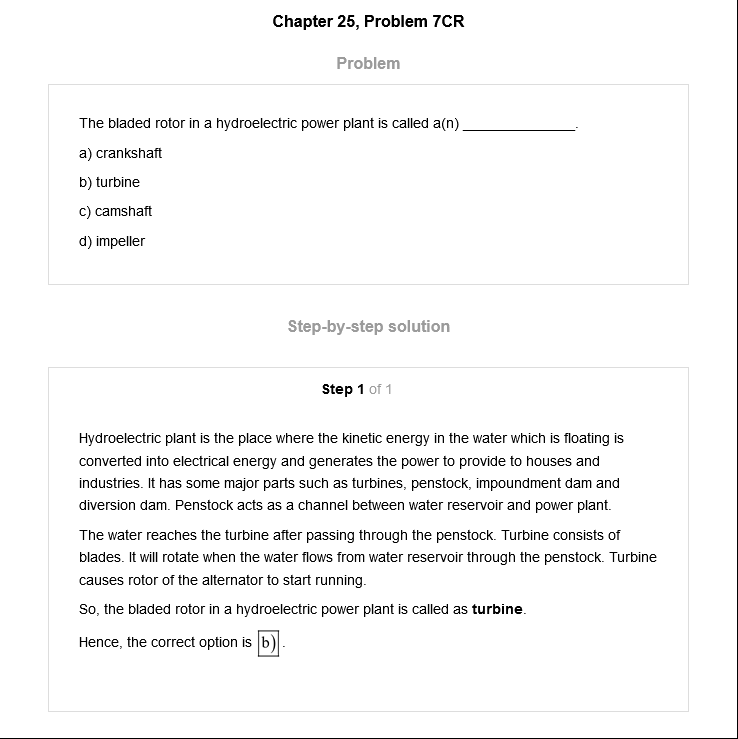 Chapter 25, Problem 7CR
Problem
The bladed rotor in a hydroelectric power plant is called a(n) _______________.
a) crankshaft
b) turbine
c) camshaft
d) impeller
Step-by-step solution
Step 1 of 1
Hydroelectric plant is the place where the kinetic energy in the water which is floating is
converted into electrical energy and generates the power to provide to houses and
industries. It has some major parts such as turbines, penstock, impoundment dam and
diversion dam. Penstock acts as a channel between water reservoir and power plant.
The water reaches the turbine after passing through the penstock. Turbine consists of
blades. It will rotate when the water flows from water reservoir through the penstock. Turbine
causes rotor of the alternator to start running.
So, the bladed rotor in a hydroelectric power plant is called as turbine.
Hence, the correct option is b).